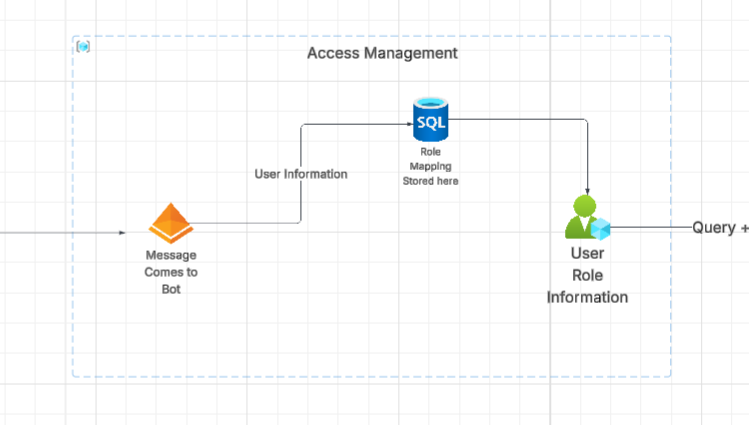 Access Management
SQL
Role
Mapping
Stored here
User Information
Message
Comes to
Bot
User
Role
Information
Query +